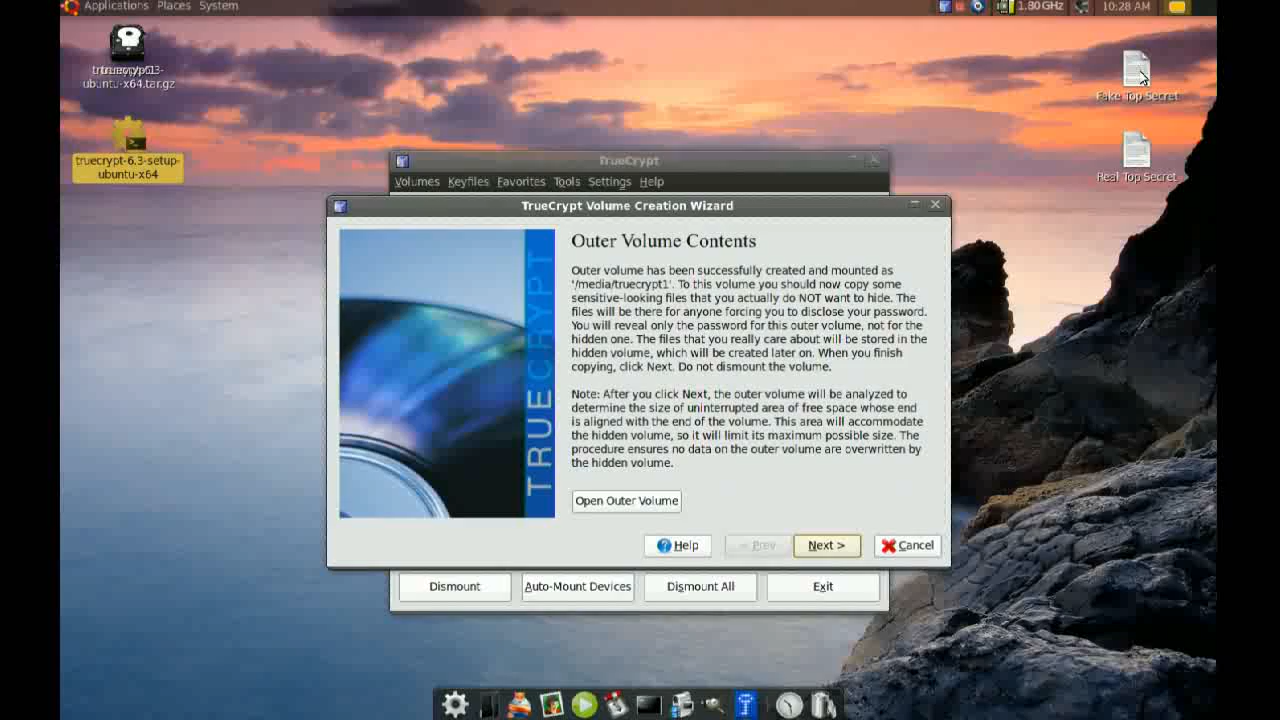 Applications Places System
1.80GHz
10:28 AM
ubuntu-x64.tar.gz
truecrypt-6.3-setup-
ubuntu-x64
Fake Top Secret
Real Top Secret
TrueCrypt
Volumes Keyfiles Favorites Tools Settings Help
TrueCrypt Volume Creation Wizard
TRUECRYPT
Outer Volume Contents
Outer volume has been successfully created and mounted as
'/media/truecrypt1'. To this volume you should now copy some
sensitive-looking files that you actually do NOT want to hide. The
files will be there for anyone forcing you to disclose your password.
You will reveal only the password for this outer volume, not for the
hidden one. The files that you really care about will be stored in the
hidden volume, which will be created later on. When you finish
copying, click Next. Do not dismount the volume.
Note: After you click Next, the outer volume will be analyzed to
determine the size of uninterrupted area of free space whose end
is aligned with the end of the volume. This area will accommodate
the hidden volume, so it will limit its maximum possible size. The
procedure ensures no data on the outer volume are overwritten by
the hidden volume.
Open Outer Volume
Help
< Prev
Next >
Cancel
Dismount
Auto-Mount Devices
Dismount All
Exit